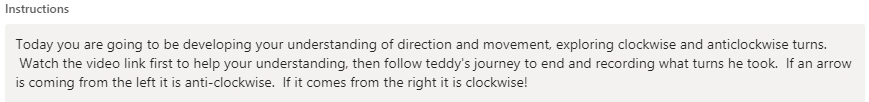 Instructions
Today you are going to be developing your understanding of direction and movement, exploring clockwise and anticlockwise turns.
Watch the video link first to help your understanding, then follow teddy's journey to end and recording what turns he took.  If an arrow
is coming from the left it is anti-clockwise.  If it comes from the right it is clockwise!